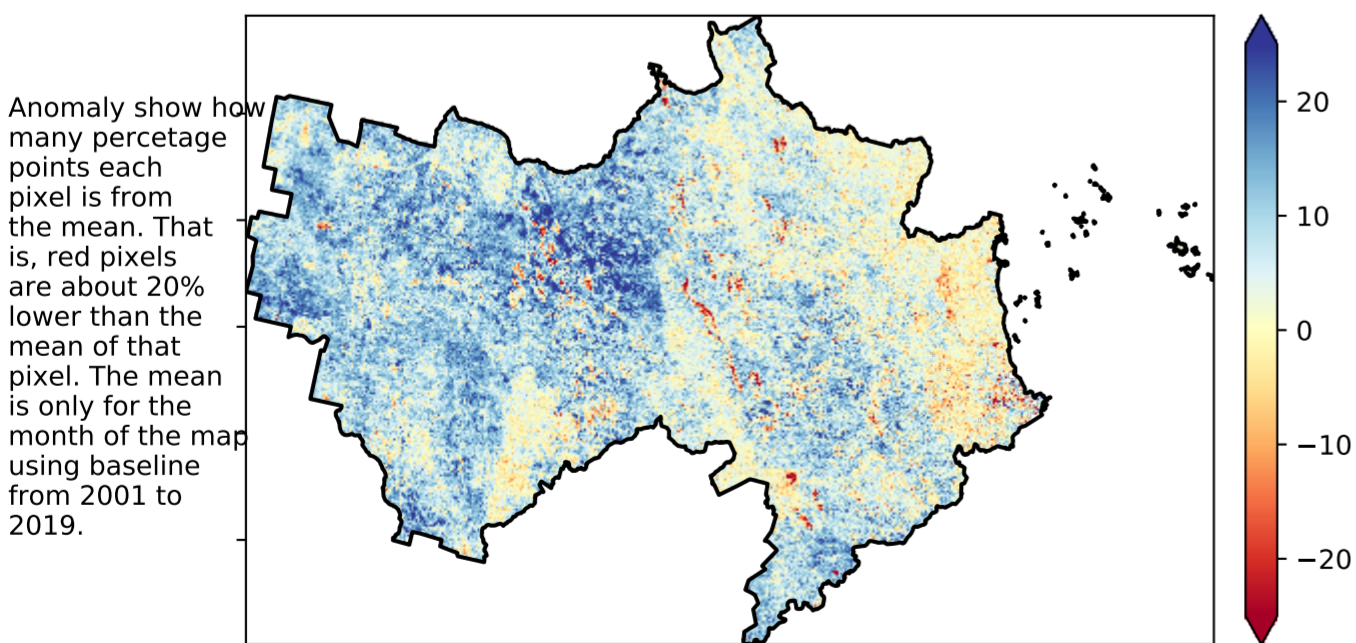 Anomaly show how
many percetage
points each
pixel is from
the mean. That
is, red pixels
are about 20%
lower than the
mean of that
pixel. The mean
is only for the
month of the map
using baseline
from 2001 to
2019.
20
10
0
−10
−20